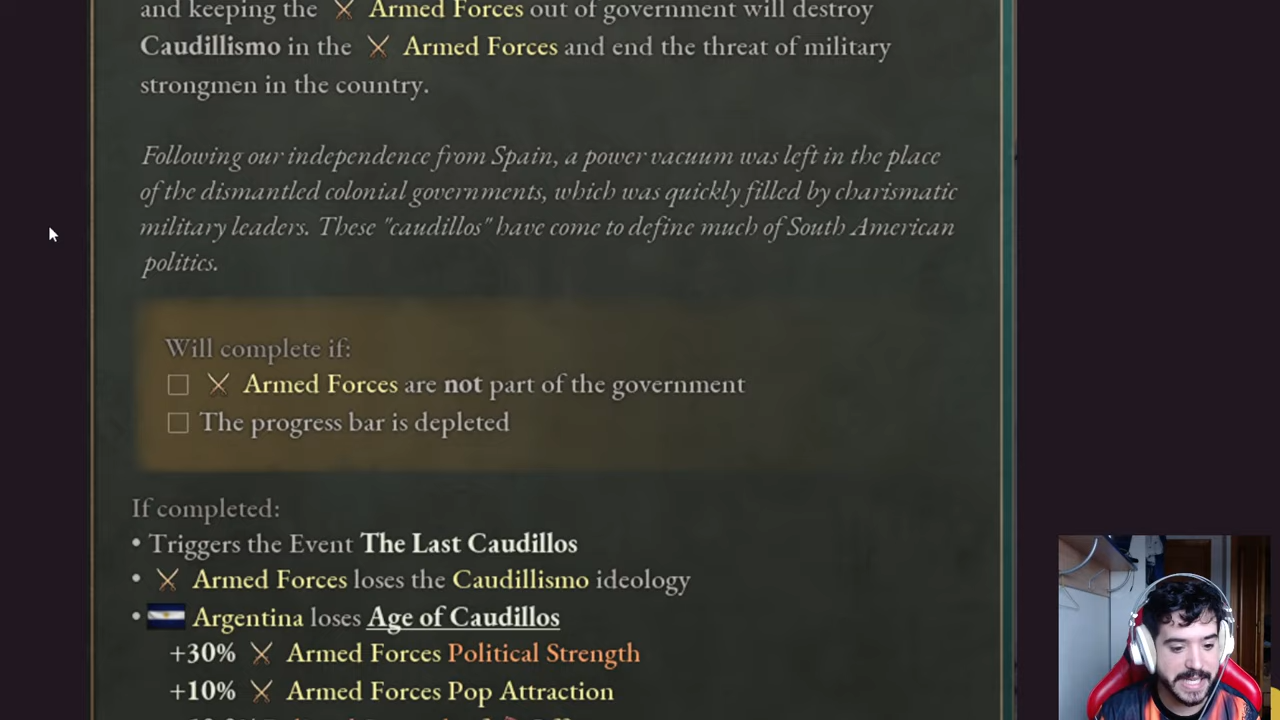 and keeping the Armed Forces out of government will destroy
Caudillismo in the Armed Forces and end the threat of military
strongmen in the country.
Following our independence from Spain, a power vacuum was left in the place
of the dismantled colonial governments, which was quickly filled by charismatic
military leaders. These "caudillos" have come to define much of South American
politics.
Will complete if:
Armed Forces are not part of the government
The progress bar is depleted
If completed:
• Triggers the Event The Last Caudillos
• Armed Forces loses the Caudillismo ideology
• Argentina loses Age of Caudillos
+30% Armed Forces Political Strength
+10% Armed Forces Pop Attraction